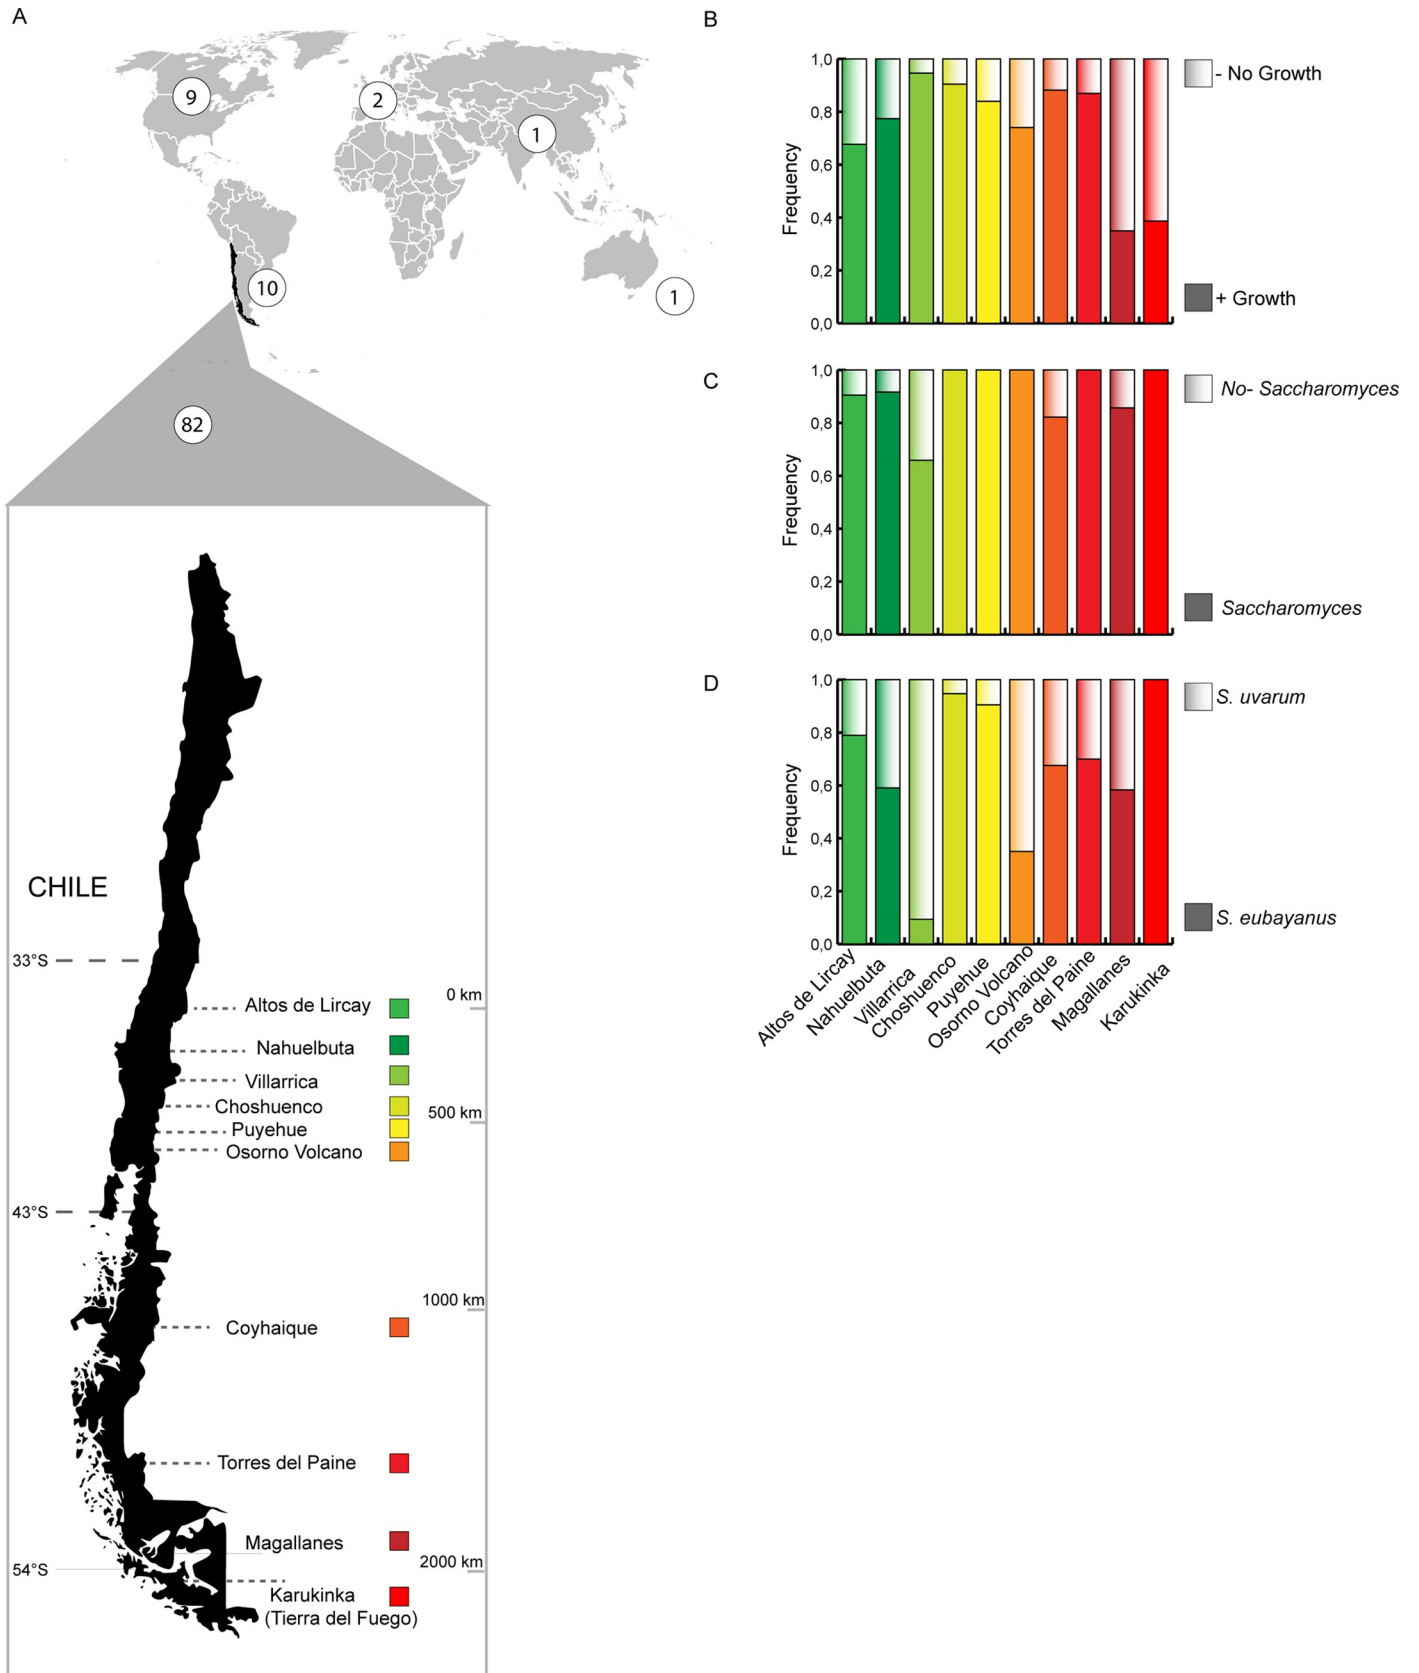 A
9
2
1
10
1
82
CHILE
33°S
43°S
54°S
0 km
500 km
1000 km
2000 km
Altos de Lircay
Nahuelbuta
Villarrica
Choshuenco
Puyehue
Osorno Volcano
Coyhaique
Torres del Paine
Magallanes
Karukinka
(Tierra del Fuego)
B
Frequency
1,0
0,8
0,6
0,4
0,2
0,0
- No Growth
+ Growth
C
Frequency
1,0
0,8
0,6
0,4
0,2
0,0
No- Saccharomyces
Saccharomyces
D
Frequency
1,0
0,8
0,6
0,4
0,2
0,0
S. uvarum
S. eubayanus
Altos de Lircay
Nahuelbuta
Villarrica
Choshuenco
Puyehue
Osorno Volcano
Coyhaique
Torres del Paine
Magallanes
Karukinka